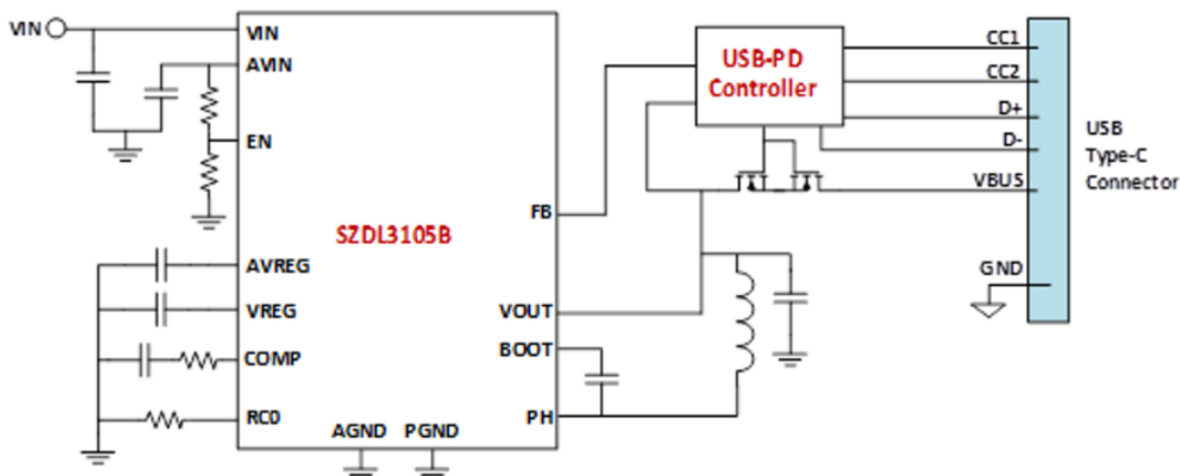 VIN
VIN
AVIN
EN
AVREG
VREG
COMP
RC0
SZDL3105B
AGND PGND
FB
VOUT
BOOT
PH
USB-PD
Controller
CC1
CC2
D+
D-
VBUS
GND
USB
Type-C
Connector